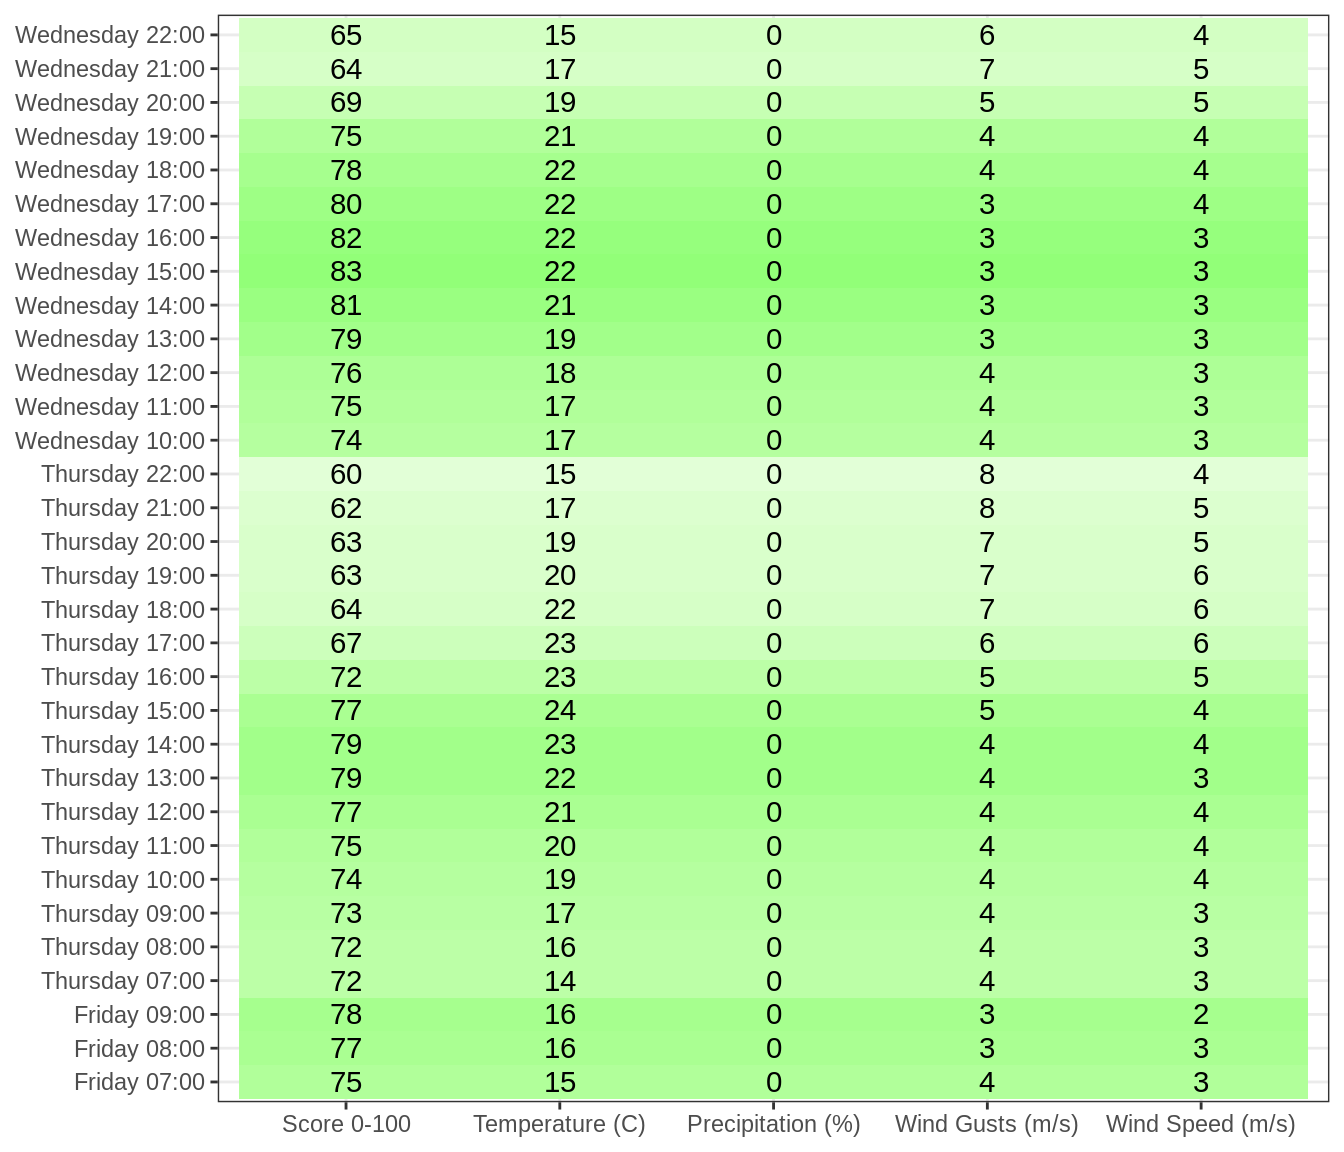 Wednesday 22:00 65 15 0 6 4
Wednesday 21:00 64 17 0 7 5
Wednesday 20:00 69 19 0 5 5
Wednesday 19:00 75 21 0 4 4
Wednesday 18:00 78 22 0 4 4
Wednesday 17:00 80 22 0 3 4
Wednesday 16:00 82 22 0 3 3
Wednesday 15:00 83 22 0 3 3
Wednesday 14:00 81 21 0 3 3
Wednesday 13:00 79 19 0 3 3
Wednesday 12:00 76 18 0 4 3
Wednesday 11:00 75 17 0 4 3
Wednesday 10:00 74 17 0 4 3
Thursday 22:00 60 15 0 8 4
Thursday 21:00 62 17 0 8 5
Thursday 20:00 63 19 0 7 5
Thursday 19:00 63 20 0 7 6
Thursday 18:00 64 22 0 7 6
Thursday 17:00 67 23 0 6 6
Thursday 16:00 72 23 0 5 5
Thursday 15:00 77 24 0 5 4
Thursday 14:00 79 23 0 4 4
Thursday 13:00 79 22 0 4 3
Thursday 12:00 77 21 0 4 4
Thursday 11:00 75 20 0 4 4
Thursday 10:00 74 19 0 4 4
Thursday 09:00 73 17 0 4 3
Thursday 08:00 72 16 0 4 3
Thursday 07:00 72 14 0 4 3
Friday 09:00 78 16 0 3 2
Friday 08:00 77 16 0 3 3
Friday 07:00 75 15 0 4 3
Score 0-100 Temperature (C) Precipitation (%) Wind Gusts (m/s) Wind Speed (m/s)